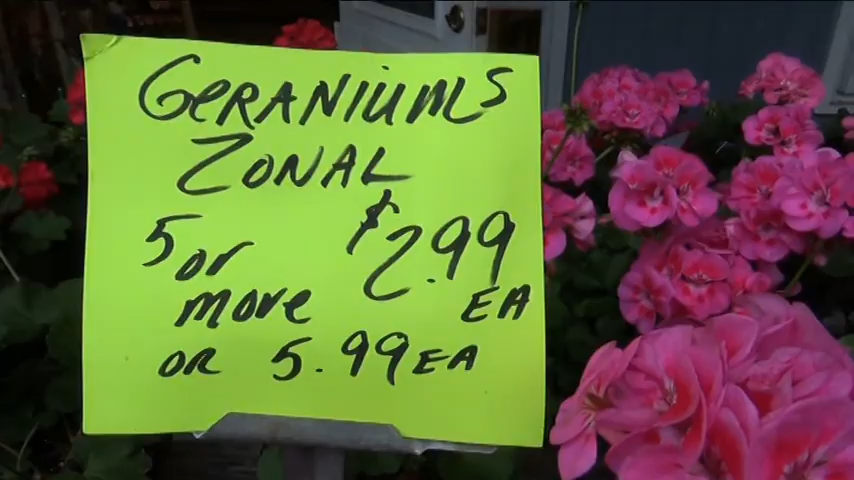 GERANIUMS
ZONAL
5 or $2.99
more EA
OR 5.99 EA